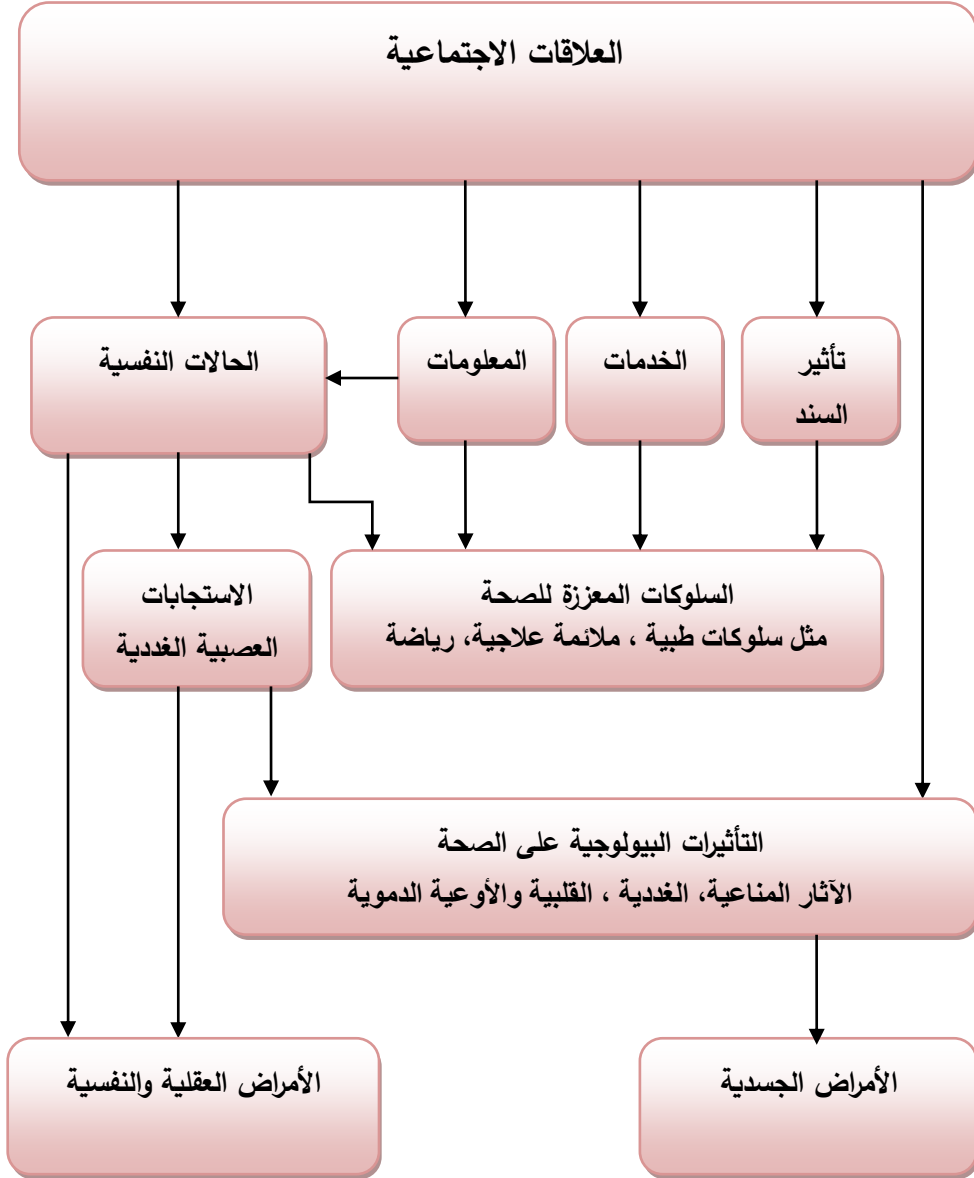 العلاقات الاجتماعية
تأثير
السند
الخدمات
المعلومات
الحالات النفسية
السلوكات المعززة للصحة
مثل سلوكات طبية ، ملائمة علاجية، رياضة
الاستجابات
العصبية الغددية
التأثيرات البيولوجية على الصحة
الآثار المناعية، الغددية ، القلبية والأوعية الدموية
الأمراض الجسدية
الأمراض العقلية والنفسية